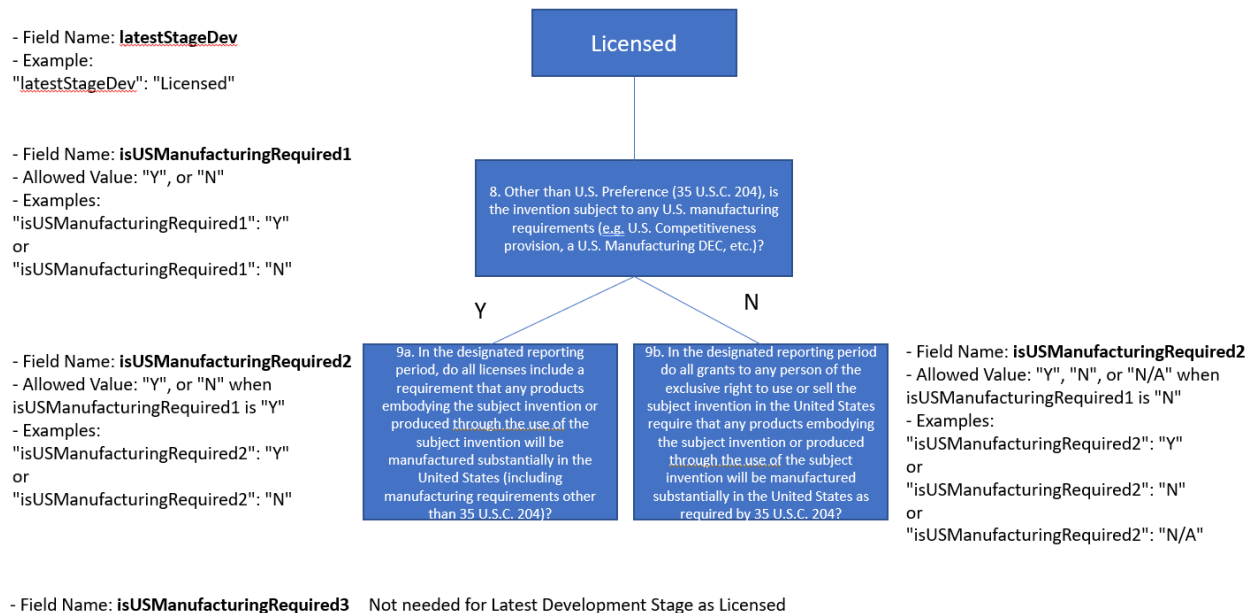 - Field Name: latestStageDev
- Example:
"latestStageDev": "Licensed"
Licensed
- Field Name: isUSManufacturingRequired1
- Allowed Value: "Y", or "N"
- Examples:
"isUSManufacturingRequired1": "Y"
or
"isUSManufacturingRequired1": "N"
8. Other than U.S. Preference (35 U.S.C. 204), is
the invention subject to any U.S. manufacturing
requirements (e.g. U.S. Competitiveness
provision, a U.S. Manufacturing DEC, etc.)?
Y
N
- Field Name: isUSManufacturingRequired2
- Allowed Value: "Y", or "N" when
isUSManufacturingRequired1 is "Y"
- Examples:
"isUSManufacturingRequired2": "Y"
or
"isUSManufacturingRequired2": "N"
9a. In the designated reporting
period, do all licenses include a
requirement that any products
embodying the subject invention or
produced through the use of the
subject invention will be
manufactured substantially in the
United States (including
manufacturing requirements other
than 35 U.S.C. 204)?
9b. In the designated reporting period
do all grants to any person of the
exclusive right to use or sell the
subject invention in the United States
require that any products embodying
the subject invention or produced
through the use of the subject
invention will be manufactured
substantially in the United States as
required by 35 U.S.C. 204?
- Field Name: isUSManufacturingRequired2
- Allowed Value: "Y", "N", or "N/A" when
isUSManufacturingRequired1 is "N"
- Examples:
"isUSManufacturingRequired2": "Y"
or
"isUSManufacturingRequired2": "N"
or
"isUSManufacturingRequired2": "N/A"
- Field Name: isUSManufacturingRequired3 Not needed for Latest Development Stage as Licensed